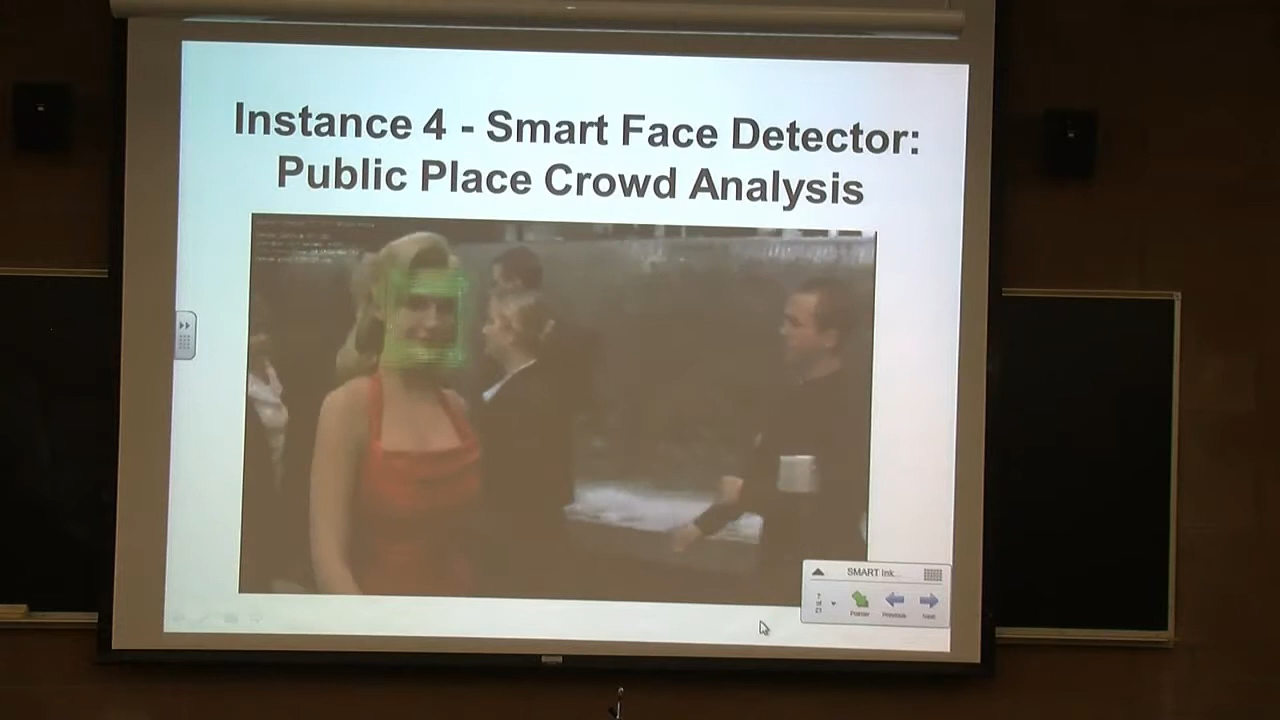 Instance 4 - Smart Face Detector:
Public Place Crowd Analysis
SMART Ink...
Pointer Previous Next